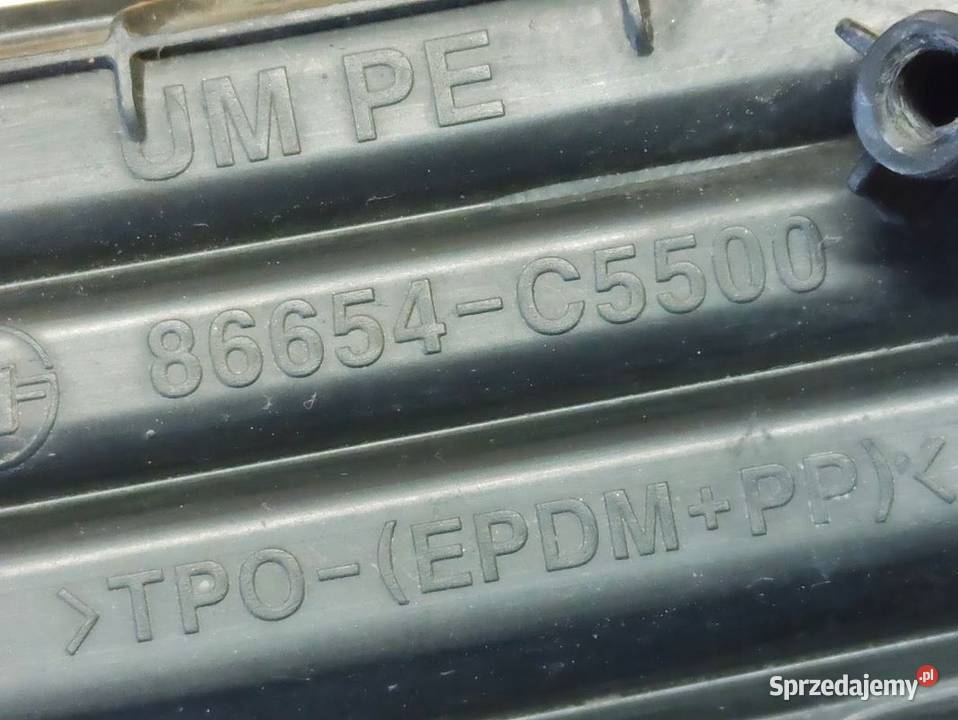 UM PE
86654-C5500
>TPO-(EPDM+PP)<
Sprzedajemy.pl